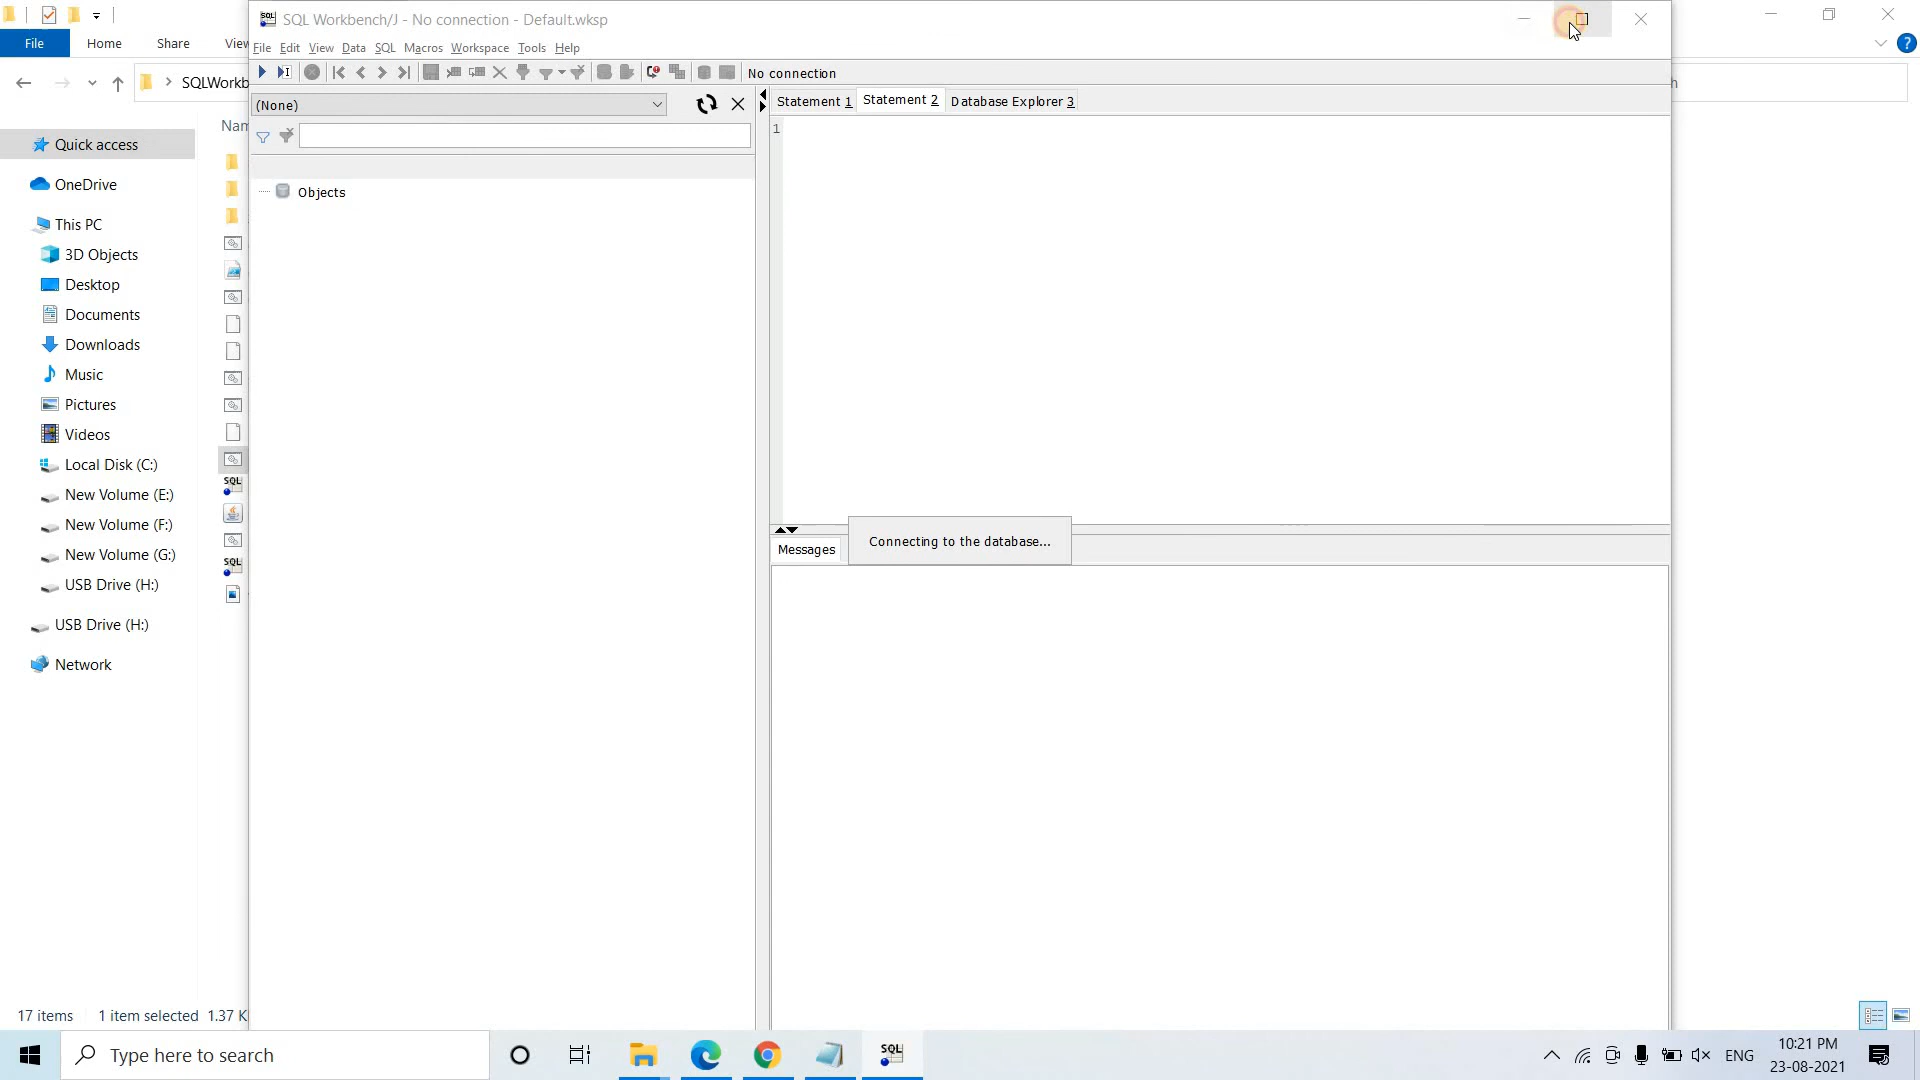 File
Home
Share
View
SQLWorkb
Name
Quick access
OneDrive
This PC
3D Objects
Desktop
Documents
Downloads
Music
Pictures
Videos
Local Disk (C:)
New Volume (E:)
New Volume (F:)
New Volume (G:)
USB Drive (H:)
USB Drive (H:)
Network
17 items 1 item selected 1.37 K
SQL
SQL
SQL Workbench/J - No connection - Default.wksp
File Edit View Data SQL Macros Workspace Tools Help
No connection
(None)
Objects
Statement 1 Statement 2 Database Explorer 3
1
Connecting to the database...
Messages
Type here to search
SQL
ENG
10:21 PM
23-08-2021